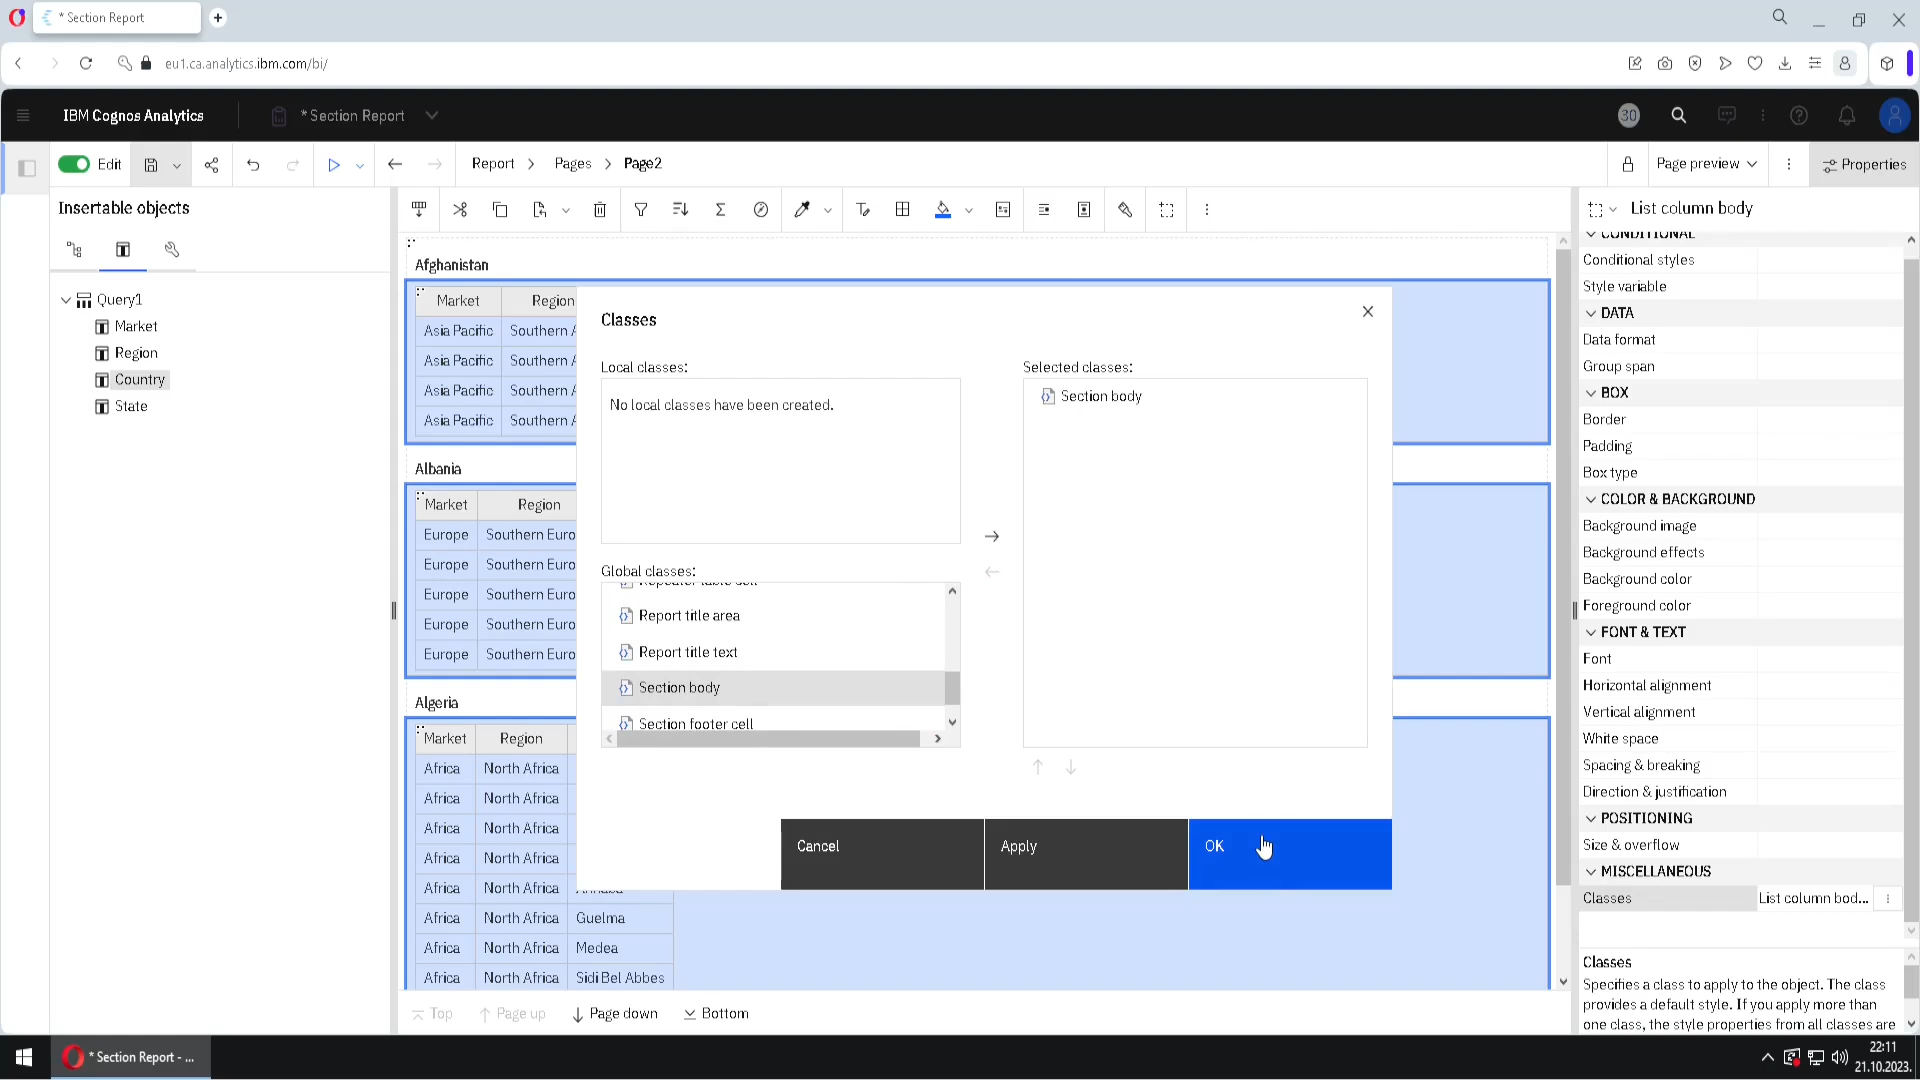 * Section Report
eu1.ca.analytics.ibm.com/bi/
IBM Cognos Analytics
* Section Report
30
Edit
Report
Pages
Page2
Page preview
Properties
Insertable objects
Query1
Market
Region
Country
State
Afghanistan
Market Region
Asia Pacific Southern A
Asia Pacific Southern A
Asia Pacific Southern A
Asia Pacific Southern A
Albania
Market Region
Europe Southern Euro
Europe Southern Euro
Europe Southern Euro
Europe Southern Euro
Europe Southern Euro
Algeria
Market Region
Africa North Africa
Africa North Africa
Africa North Africa
Africa North Africa
Africa North Africa
Africa North Africa Guelma
Africa North Africa Medea
Africa North Africa Sidi Bel Abbes
Top
Page up
Page down
Bottom
Classes
Local classes:
No local classes have been created.
Global classes:
Repeater table cell
Report title area
Report title text
Section body
Section footer cell
Selected classes:
Section body
Cancel
Apply
OK
List column body
CONDITIONAL
Conditional styles
Style variable
DATA
Data format
Group span
BOX
Border
Padding
Box type
COLOR & BACKGROUND
Background image
Background effects
Background color
Foreground color
FONT & TEXT
Font
Horizontal alignment
Vertical alignment
White space
Spacing & breaking
Direction & justification
POSITIONING
Size & overflow
MISCELLANEOUS
Classes List column bod...
Classes
Specifies a class to apply to the object. The class
provides a default style. If you apply more than
one class, the style properties from all classes are
* Section Report - ...
22:11
21.10.2023.